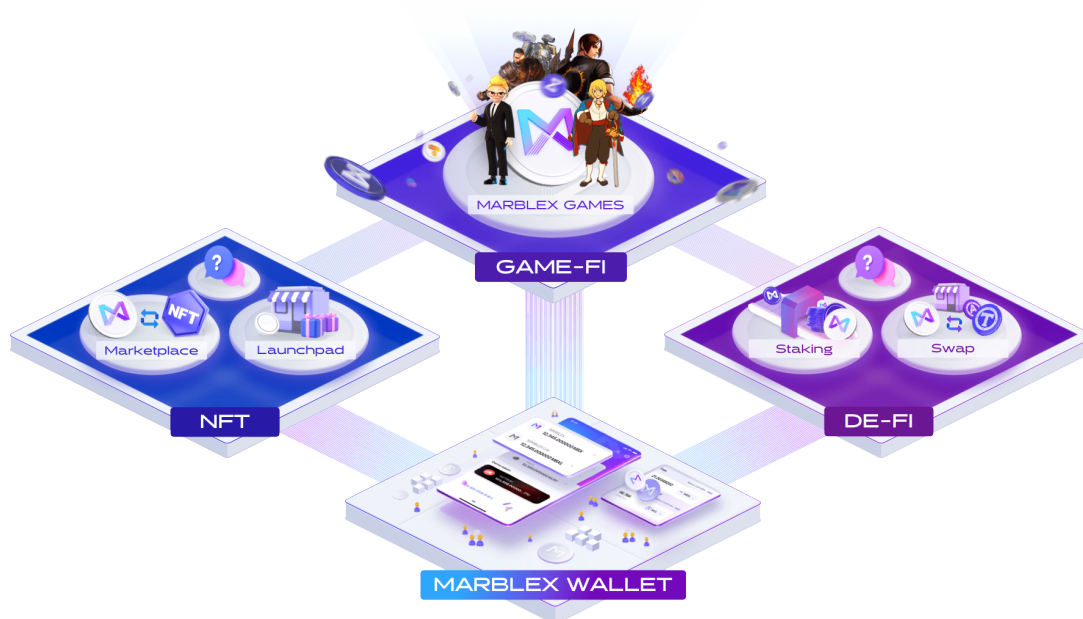 MARBLEX GAMES
GAME-FI
?
NFT
Marketplace
Launchpad
NFT
?
Staking
Swap
DE-FI
MARBLEX WALLET